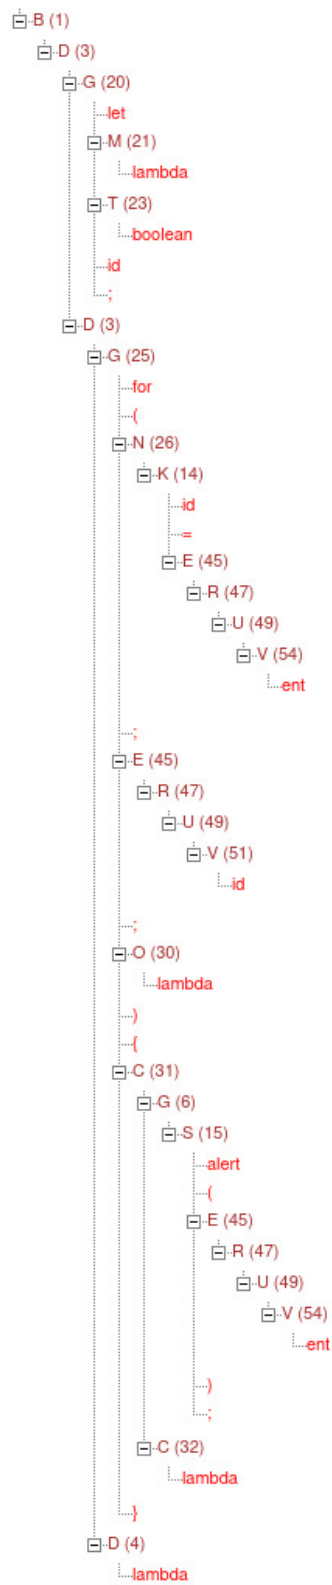 B (1)
D (3)
G (20)
let
M (21)
lambda
T (23)
boolean
id
;
D (3)
G (25)
for
(
N (26)
K (14)
id
=
E (45)
R (47)
U (49)
V (54)
ent
;
E (45)
R (47)
U (49)
V (51)
id
;
O (30)
lambda
)
{
C (31)
G (6)
S (15)
alert
(
E (45)
R (47)
U (49)
V (54)
ent
)
;
C (32)
lambda
}
D (4)
lambda